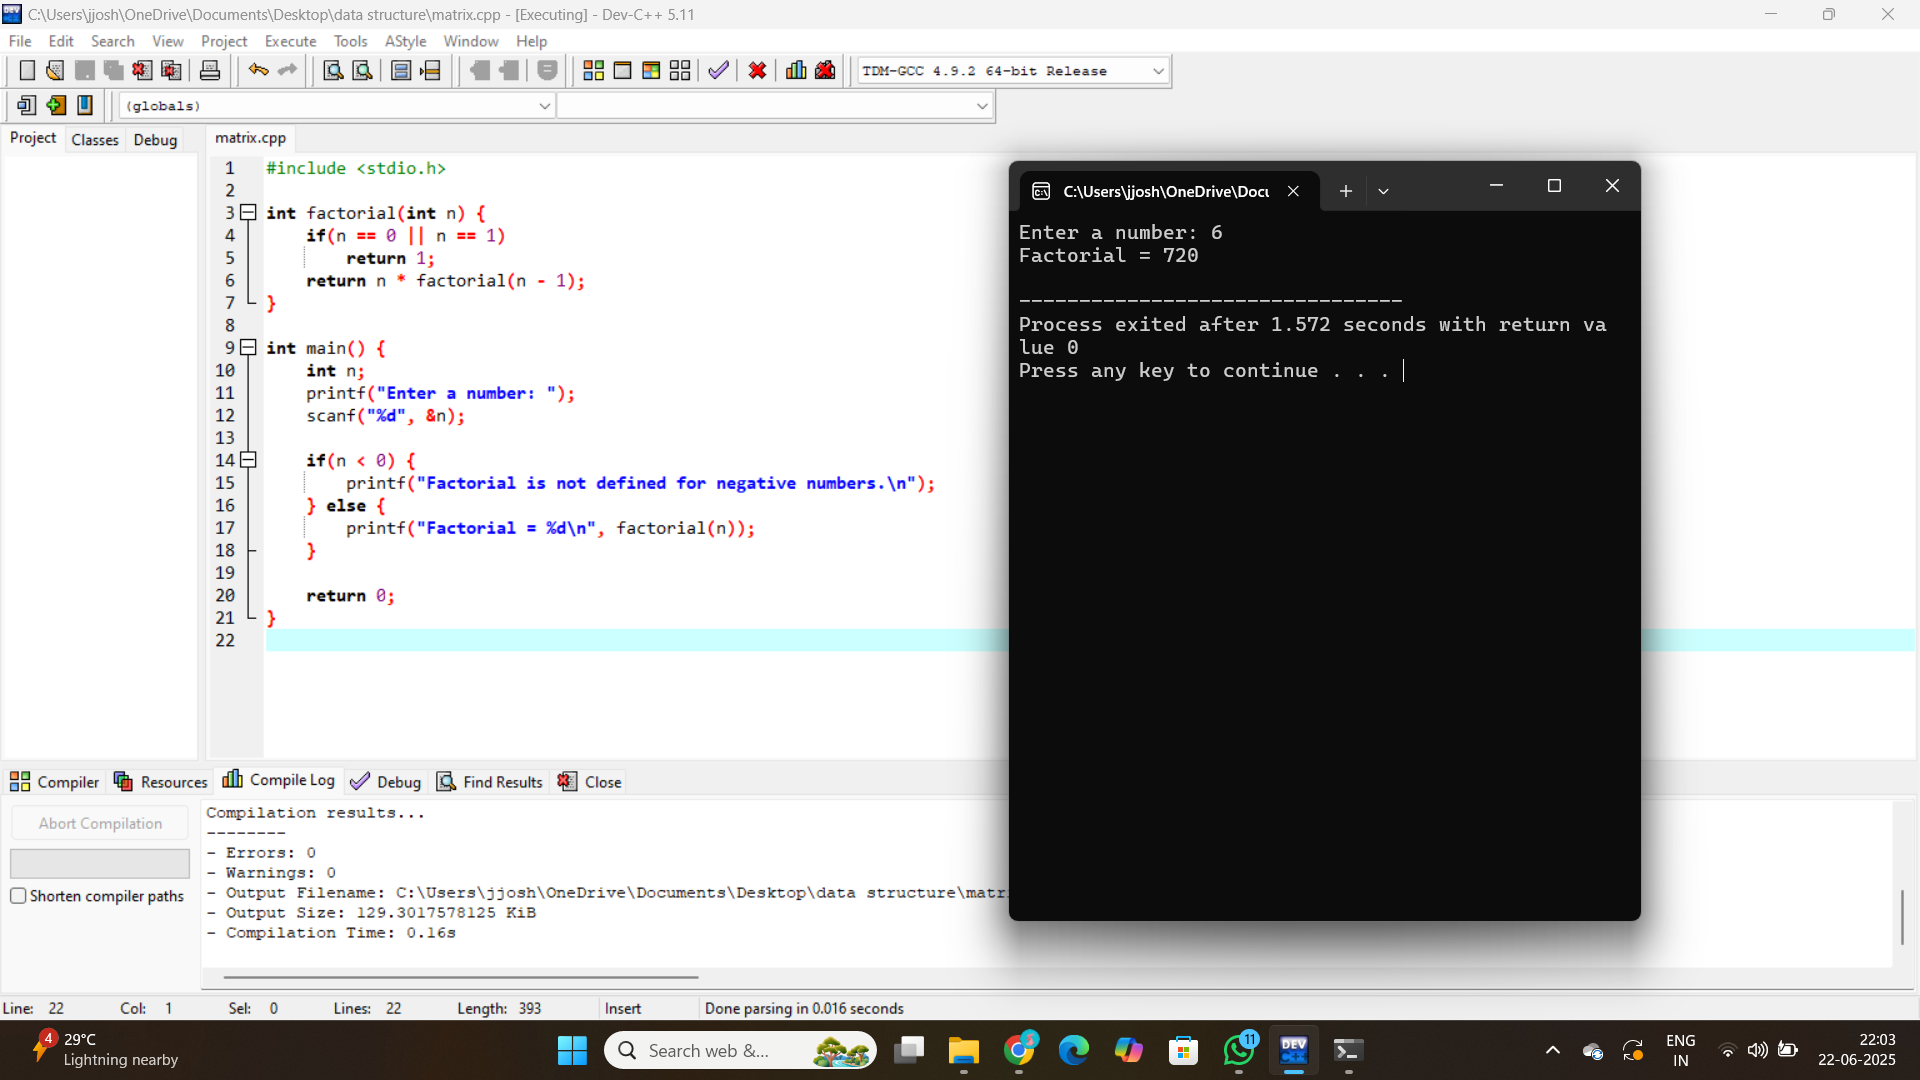 C:\Users\jjosh\OneDrive\Documents\Desktop\data structure\matrix.cpp - [Executing] - Dev-C++ 5.11
File Edit Search View Project Execute Tools AStyle Window Help
TDM-GCC 4.9.2 64-bit Release
(globals)
Project Classes Debug
matrix.cpp
1 #include <stdio.h>
2
3 int factorial(int n) {
4     if(n == 0 || n == 1)
5         return 1;
6     return n * factorial(n - 1);
7 }
8
9 int main() {
10     int n;
11     printf("Enter a number: ");
12     scanf("%d", &n);
13
14     if(n < 0) {
15         printf("Factorial is not defined for negative numbers.\n");
16     } else {
17         printf("Factorial = %d\n", factorial(n));
18     }
19
20     return 0;
21 }
22
C:\Users\jjosh\OneDrive\Docu
Enter a number: 6
Factorial = 720
--------------------------------
Process exited after 1.572 seconds with return va
lue 0
Press any key to continue . . .
Compiler Resources Compile Log Debug Find Results Close
Abort Compilation
Shorten compiler paths
Compilation results...
--------
- Errors: 0
- Warnings: 0
- Output Filename: C:\Users\jjosh\OneDrive\Documents\Desktop\data structure\matri
- Output Size: 129.3017578125 KiB
- Compilation Time: 0.16s
Line: 22 Col: 1 Sel: 0 Lines: 22 Length: 393 Insert Done parsing in 0.016 seconds
4
29°C
Lightning nearby
Search web &...
11
DEV
C++
ENG
IN
22:03
22-06-2025